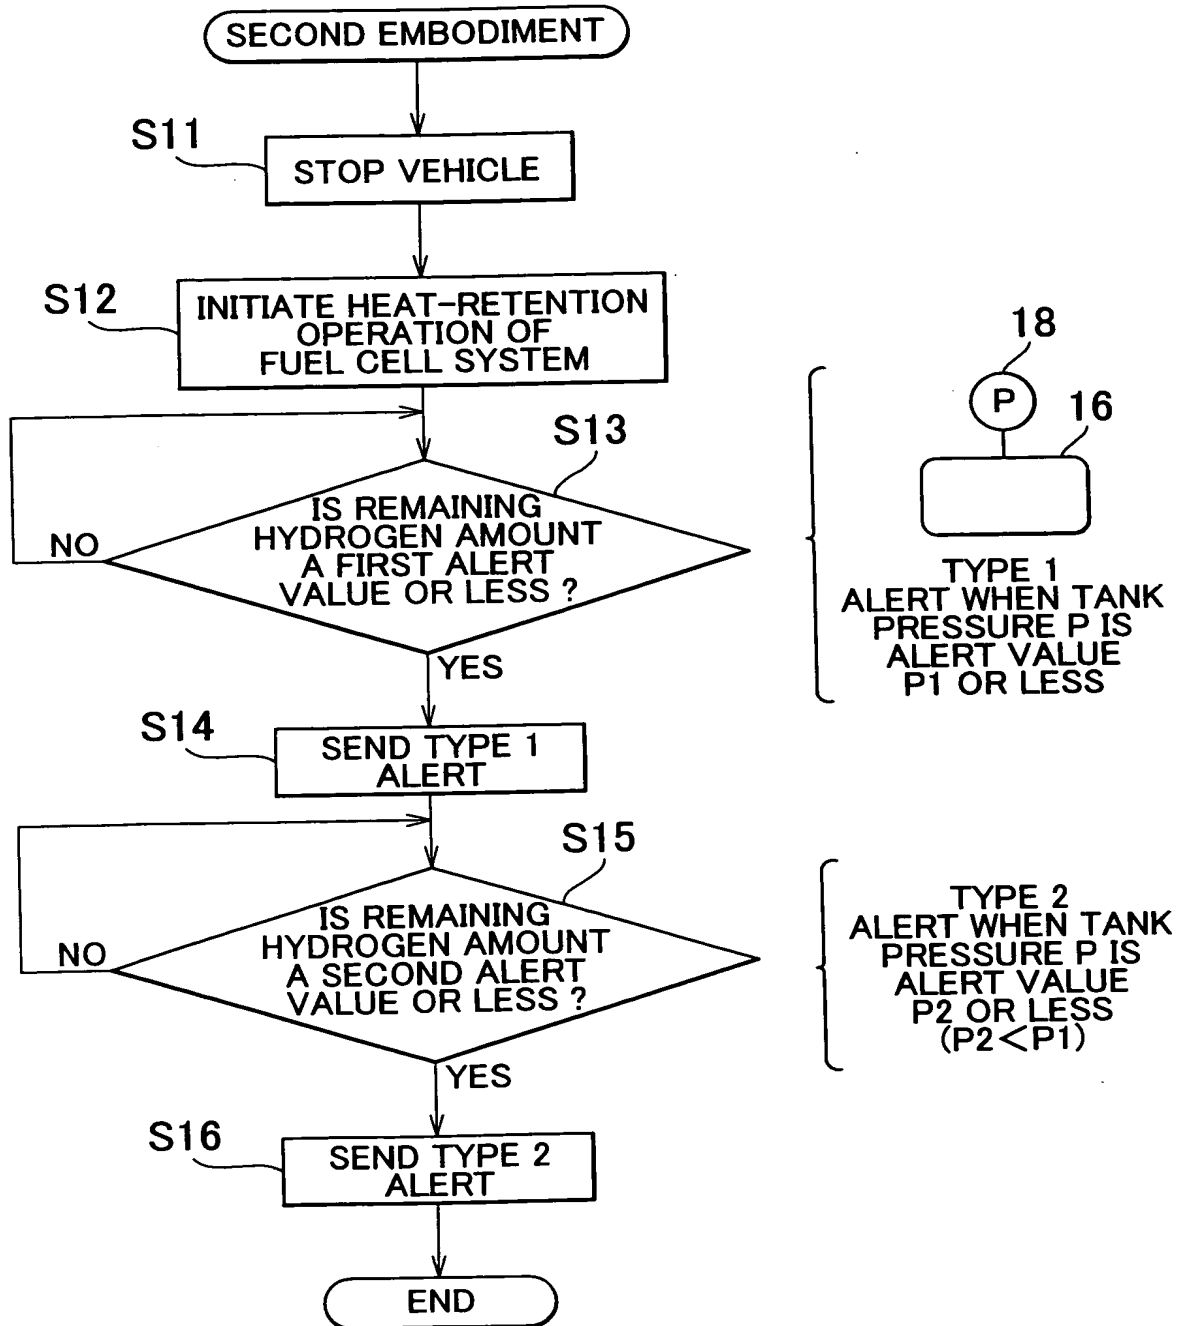 SECOND EMBODIMENT
S11
STOP VEHICLE
S12
INITIATE HEAT-RETENTION
OPERATION OF
FUEL CELL SYSTEM
S13
IS REMAINING
HYDROGEN AMOUNT
A FIRST ALERT
VALUE OR LESS ?
NO
YES
18
P
16
TYPE 1
ALERT WHEN TANK
PRESSURE P IS
ALERT VALUE
P1 OR LESS
S14
SEND TYPE 1
ALERT
S15
IS REMAINING
HYDROGEN AMOUNT
A SECOND ALERT
VALUE OR LESS ?
NO
YES
TYPE 2
ALERT WHEN TANK
PRESSURE P IS
ALERT VALUE
P2 OR LESS
(P2<P1)
S16
SEND TYPE 2
ALERT
END